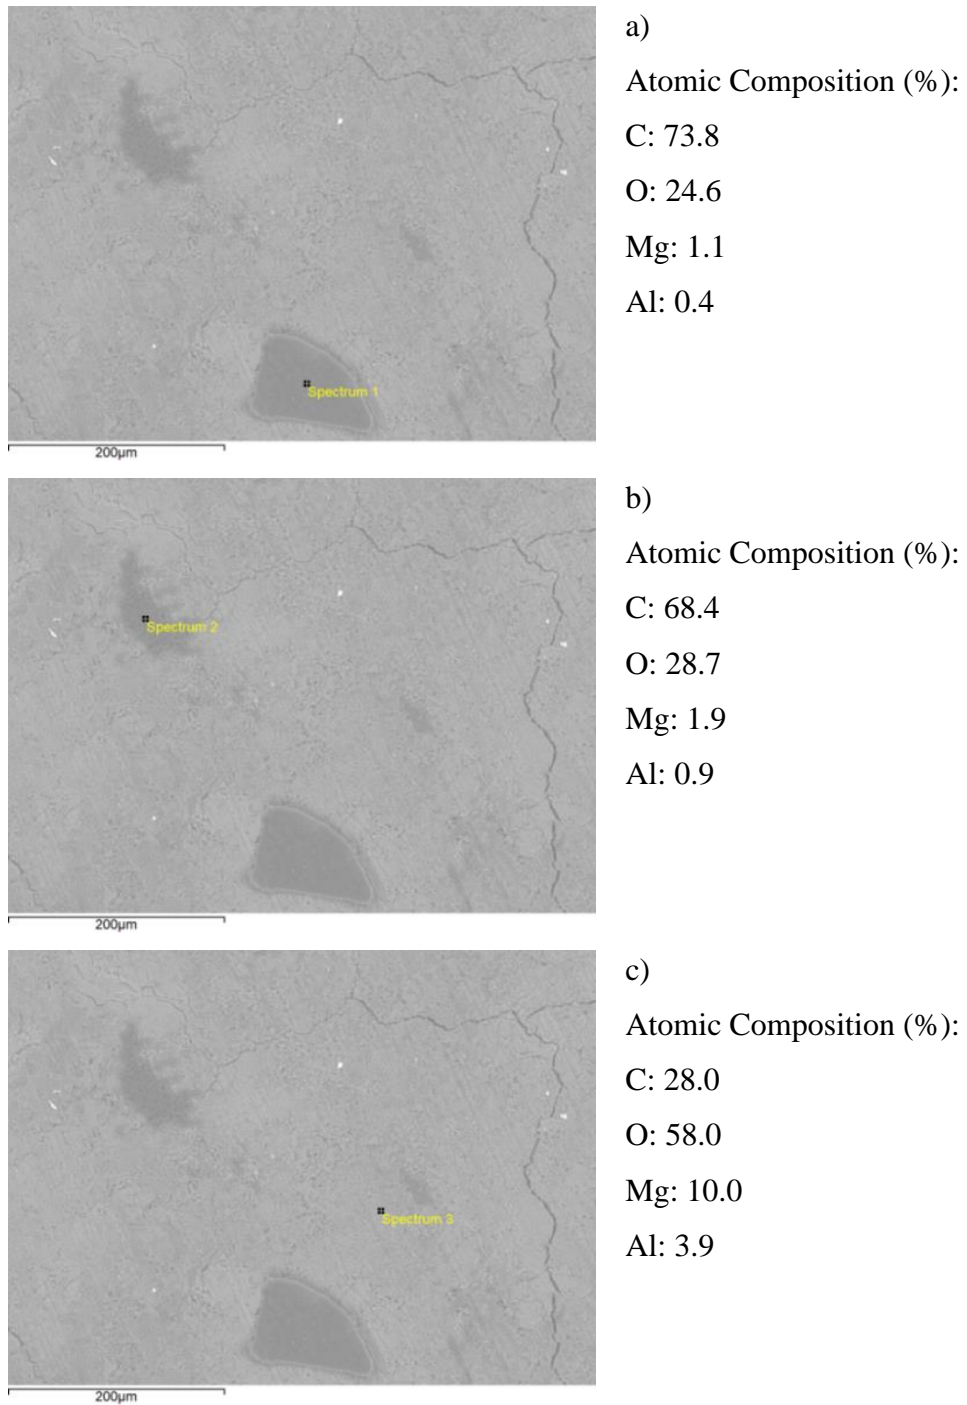 a)
Atomic Composition (%):
C: 73.8
O: 24.6
Mg: 1.1
Al: 0.4
Spectrum 1
200µm
b)
Atomic Composition (%):
C: 68.4
O: 28.7
Mg: 1.9
Al: 0.9
Spectrum 2
200µm
c)
Atomic Composition (%):
C: 28.0
O: 58.0
Mg: 10.0
Al: 3.9
Spectrum 3
200µm